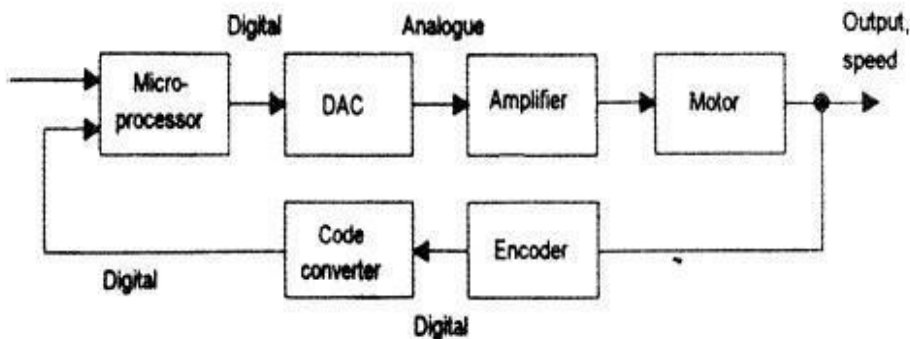 Digital
Analogue
Output,
speed
Micro-
processor
DAC
Amplifier
Motor
Code
converter
Encoder
Digital
Digital